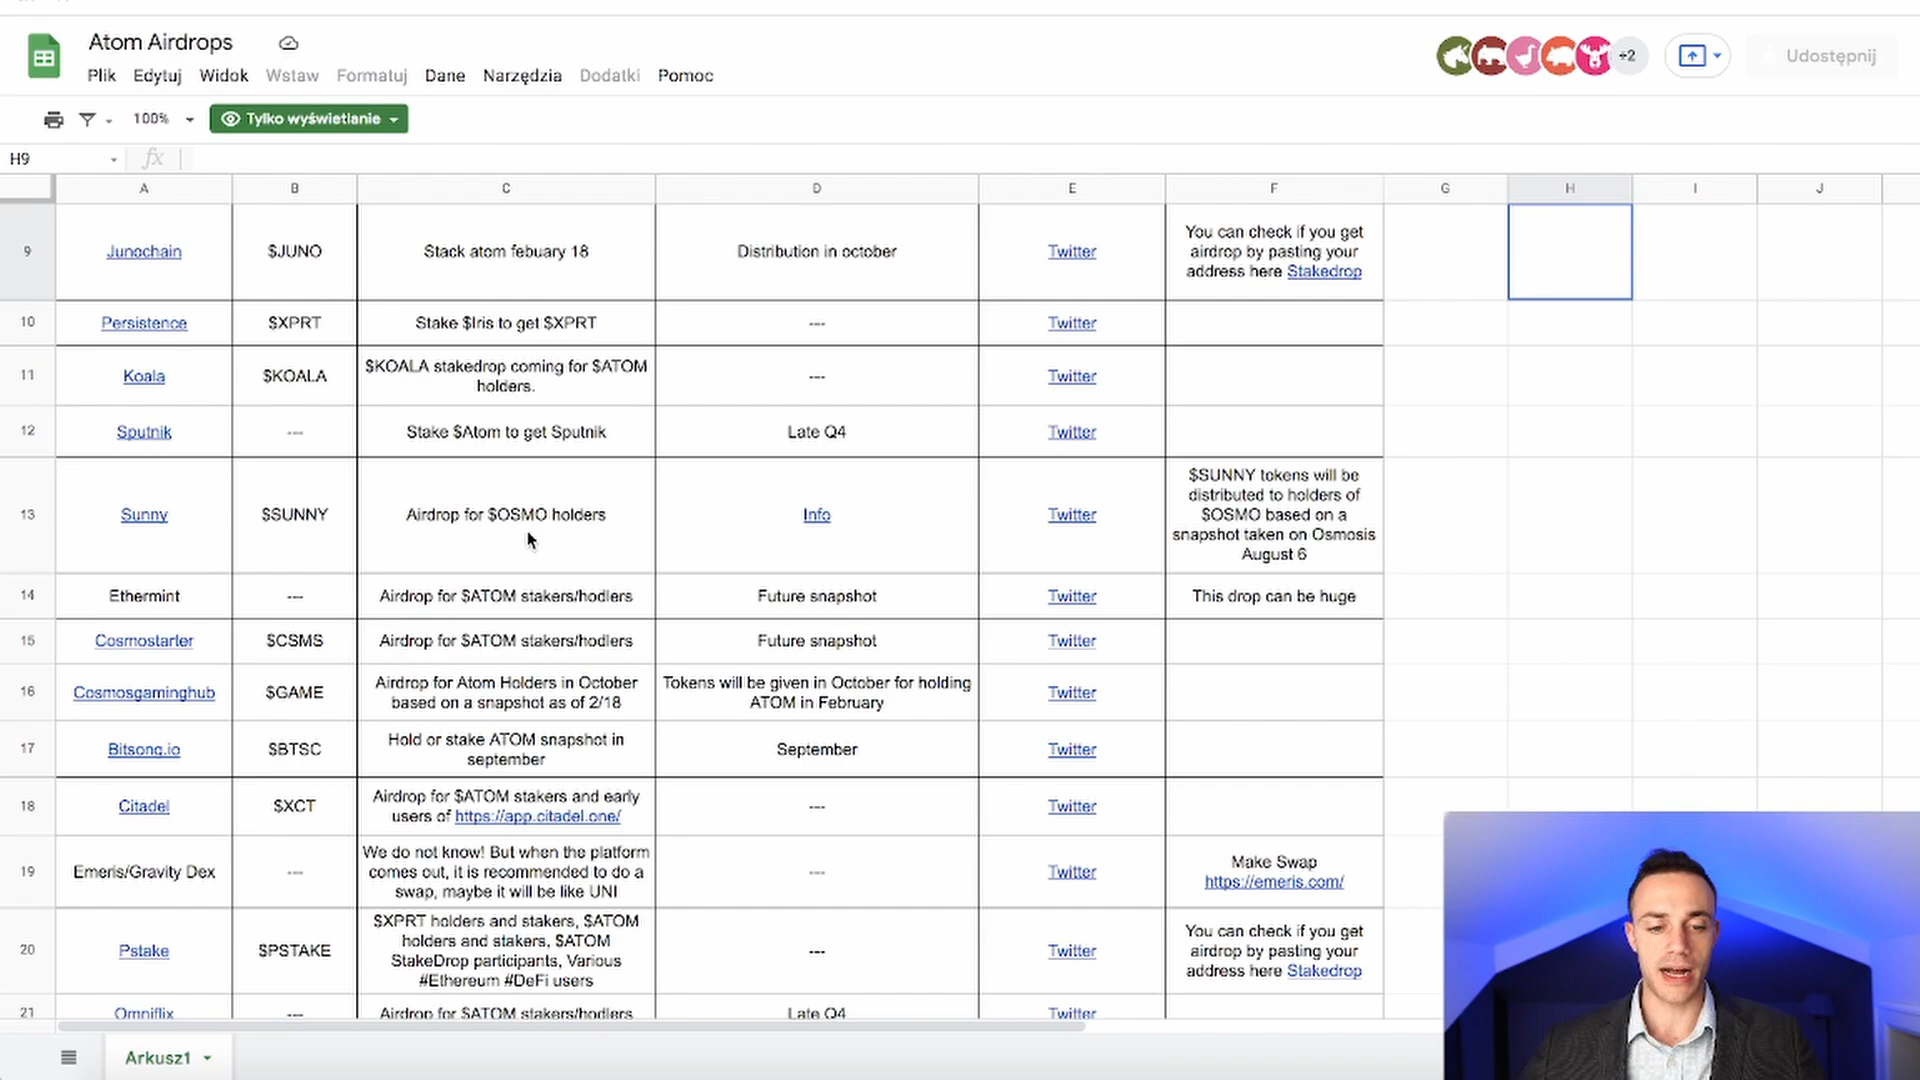 Atom Airdrops
Plik Edytuj Widok Wstaw Formatuj Dane Narzędzia Dodatki Pomoc
+2
Udostępnij
100%
Tylko wyświetlanie
H9
fx
A B C D E F G H I J
9 Junochain $JUNO Stack atom febuary 18 Distribution in october Twitter You can check if you get
airdrop by pasting your
address here Stakedrop
10 Persistence $XPRT Stake $Iris to get $XPRT --- Twitter
11 Koala $KOALA $KOALA stakedrop coming for $ATOM
holders. --- Twitter
12 Sputnik --- Stake $Atom to get Sputnik Late Q4 Twitter
13 Sunny $SUNNY Airdrop for $OSMO holders Info Twitter $SUNNY tokens will be
distributed to holders of
$OSMO based on a
snapshot taken on Osmosis
August 6
14 Ethermint --- Airdrop for $ATOM stakers/hodlers Future snapshot Twitter This drop can be huge
15 Cosmostarter $CSMS Airdrop for $ATOM stakers/hodlers Future snapshot Twitter
16 Cosmosgaminghub $GAME Airdrop for Atom Holders in October
based on a snapshot as of 2/18 Tokens will be given in October for holding
ATOM in February Twitter
17 Bitsong.io $BTSC Hold or stake ATOM snapshot in
september September Twitter
18 Citadel $XCT Airdrop for $ATOM stakers and early
users of https://app.citadel.one/ --- Twitter
19 Emeris/Gravity Dex --- We do not know! But when the platform
comes out, it is recommended to do a
swap, maybe it will be like UNI --- Twitter Make Swap
https://emeris.com/
20 Pstake $PSTAKE $XPRT holders and stakers, $ATOM
holders and stakers, $ATOM
StakeDrop participants, Various
#Ethereum #DeFi users --- Twitter You can check if you get
airdrop by pasting your
address here Stakedrop
21 Omniflix --- Airdrop for $ATOM stakers/hodlers Late Q4 Twitter
Arkusz1